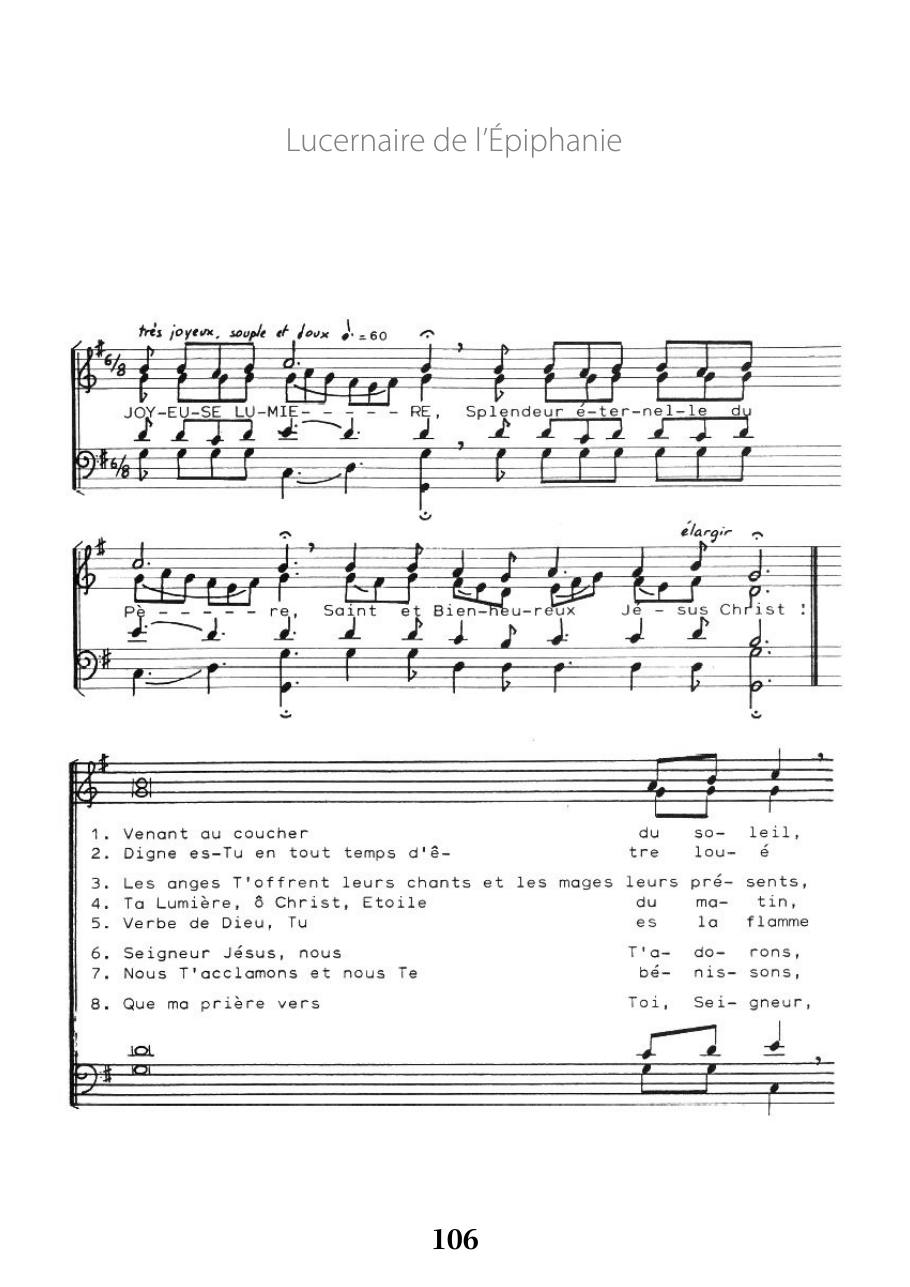 Lucernaire de l'Épiphanie
très joyeux, souple et doux ♩. = 60
6/8
JOY-EU-SE LU-MIE- - - - - -RE, Splendeur é-ter-nel-le du
6/8
élargir
Pè - - - - - - re, Saint et Bien-heu-reux Jé - sus Christ !
1. Venant au coucher du so- leil,
2. Digne es-Tu en tout temps d'ê- tre lou- é
3. Les anges T'offrent leurs chants et les mages leurs pré- sents,
4. Ta Lumière, ô Christ, Etoile du ma- tin,
5. Verbe de Dieu, Tu es la flamme
6. Seigneur Jésus, nous T'a- do- rons,
7. Nous T'acclamons et nous Te bé- nis- sons,
8. Que ma prière vers Toi, Sei- gneur,
106